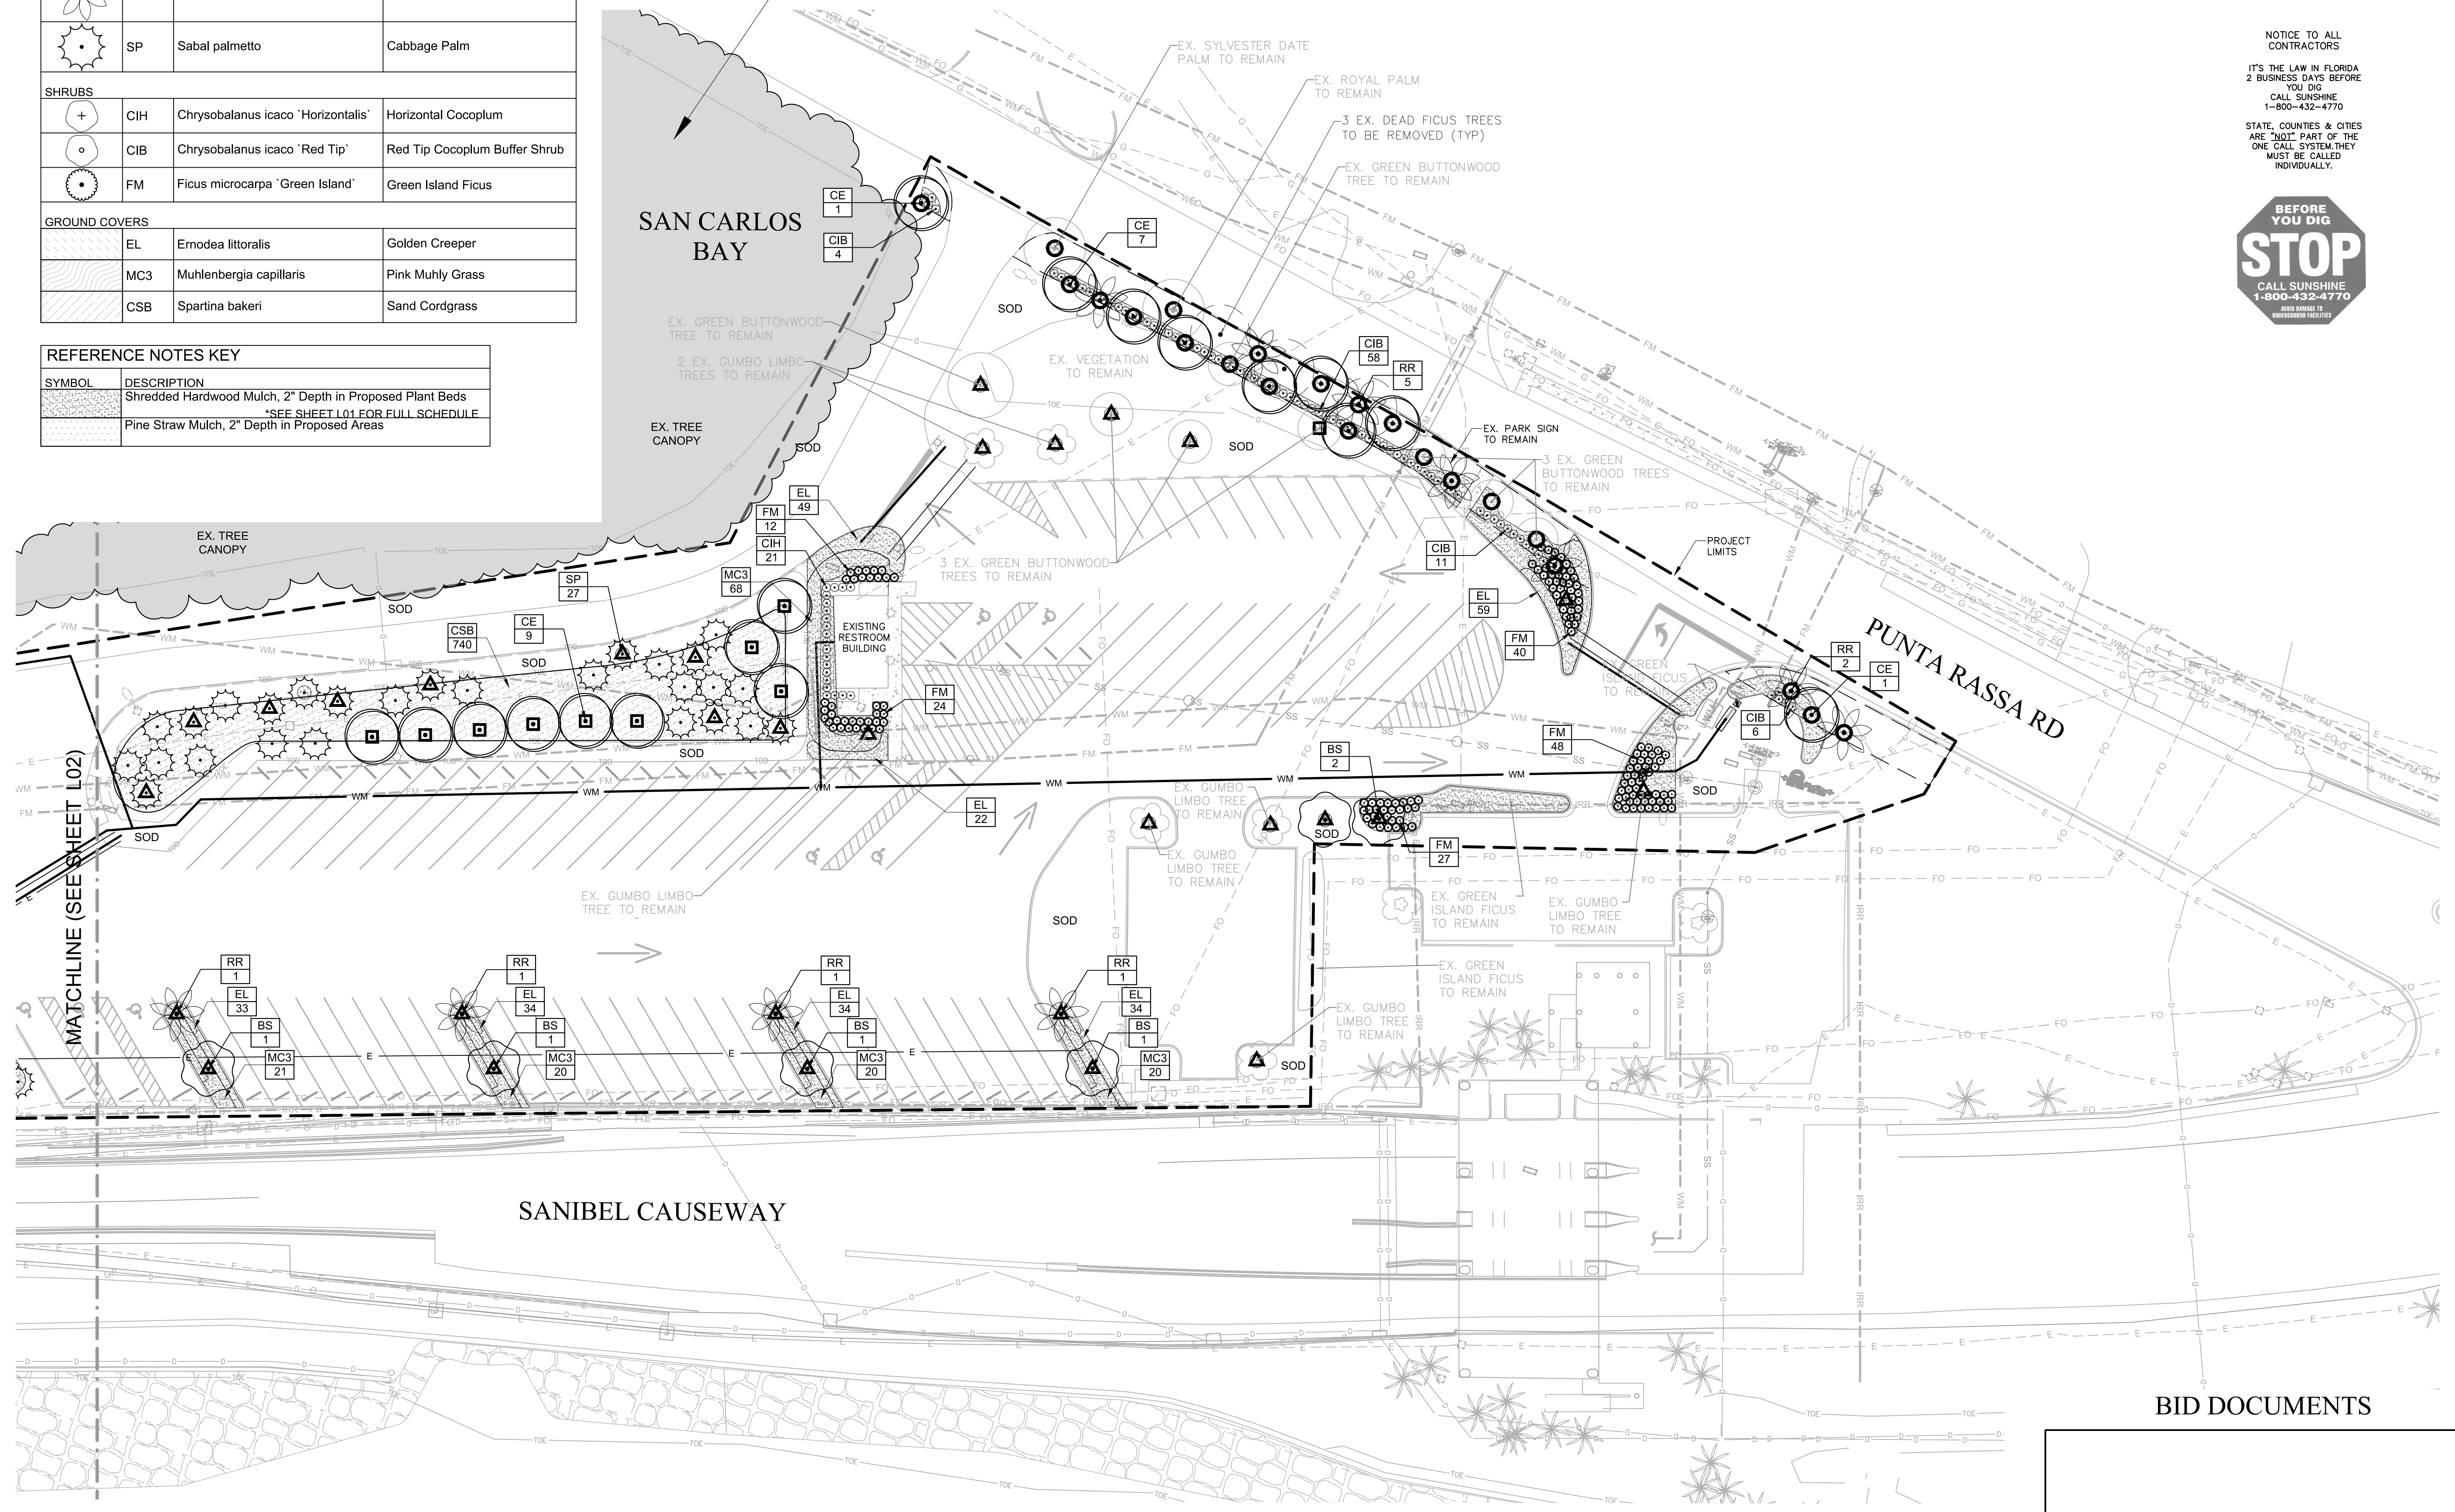 SP Sabal palmetto Cabbage Palm
SHRUBS
CIH Chrysobalanus icaco `Horizontalis` Horizontal Cocoplum
CIB Chrysobalanus icaco `Red Tip` Red Tip Cocoplum Buffer Shrub
FM Ficus microcarpa `Green Island` Green Island Ficus
GROUND COVERS
EL Ernodea littoralis Golden Creeper
MC3 Muhlenbergia capillaris Pink Muhly Grass
CSB Spartina bakeri Sand Cordgrass
REFERENCE NOTES KEY
SYMBOL DESCRIPTION
Shredded Hardwood Mulch, 2" Depth in Proposed Plant Beds
*SEE SHEET L01 FOR FULL SCHEDULE
Pine Straw Mulch, 2" Depth in Proposed Areas
NOTICE TO ALL
CONTRACTORS
IT'S THE LAW IN FLORIDA
2 BUSINESS DAYS BEFORE
YOU DIG
CALL SUNSHINE
1-800-432-4770
STATE, COUNTIES & CITIES
ARE "NOT" PART OF THE
ONE CALL SYSTEM.THEY
MUST BE CALLED
INDIVIDUALLY.
BEFORE
YOU DIG
STOP
CALL SUNSHINE
1-800-432-4770
AVOID DAMAGE TO
UNDERGROUND FACILITIES
SAN CARLOS
BAY
EX. TREE
CANOPY
EX. TREE
CANOPY
EX. SYLVESTER DATE
PALM TO REMAIN
EX. ROYAL PALM
TO REMAIN
3 EX. DEAD FICUS TREES
TO BE REMOVED (TYP)
EX. GREEN BUTTONWOOD
TREE TO REMAIN
CE
1
CIB
4
CE
7
SOD
EX. GREEN BUTTONWOOD
TREE TO REMAIN
2 EX. GUMBO LIMBO
TREES TO REMAIN
EX. VEGETATION
TO REMAIN
CIB
58
RR
5
EX. PARK SIGN
TO REMAIN
SOD
SOD
3 EX. GREEN
BUTTONWOOD TREES
TO REMAIN
EL
49
FM
12
CIH
21
MC3
68
3 EX. GREEN BUTTONWOOD
TREES TO REMAIN
CIB
11
PROJECT
LIMITS
EL
59
FM
40
SP
27
CE
9
CSB
740
SOD
SOD
EXISTING
RESTROOM
BUILDING
PUNTA RASSA RD
EX. GREEN
ISLAND FICUS
TO REMAIN
RR
2
CE
1
CIB
6
FM
24
FM
48
BS
2
SOD
SOD
SOD
EL
22
EX. GUMBO
LIMBO TREE
TO REMAIN
SOD
FM
27
EX. GUMBO
LIMBO TREE
TO REMAIN
EX. GUMBO LIMBO
TREE TO REMAIN
EX. GREEN
ISLAND FICUS
TO REMAIN
EX. GUMBO
LIMBO TREE
TO REMAIN
SOD
EX. GREEN
ISLAND FICUS
TO REMAIN
EX. GUMBO
LIMBO TREE
TO REMAIN
SOD
MATCHLINE (SEE SHEET L02)
RR
1
EL
33
BS
1
MC3
21
RR
1
EL
34
BS
1
MC3
20
RR
1
EL
34
BS
1
MC3
20
RR
1
EL
34
BS
1
MC3
20
SANIBEL CAUSEWAY
BID DOCUMENTS